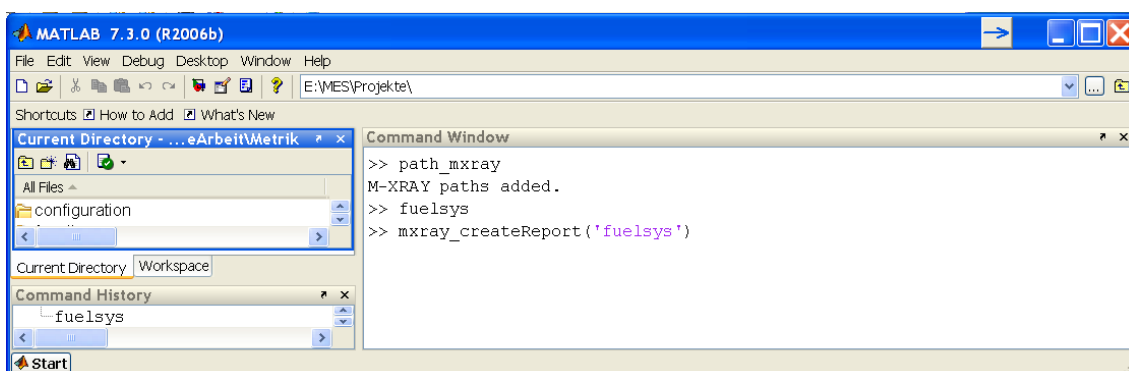 MATLAB 7.3.0 (R2006b)
File Edit View Debug Desktop Window Help
E:\MES\Projekte\
Shortcuts How to Add What's New
Current Directory - ...eArbeit\Metrik
All Files
configuration
Current Directory Workspace
Command History
fuelsys
Start
Command Window
>> path_mxray
M-XRAY paths added.
>> fuelsys
>> mxray_createReport('fuelsys')